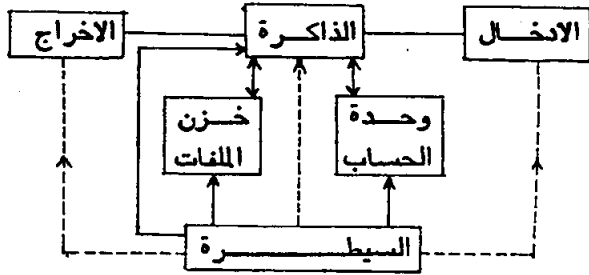 الادخال
الذاكرة
الاخراج
وحدة
الحساب
خزن
الملفات
السيطرة